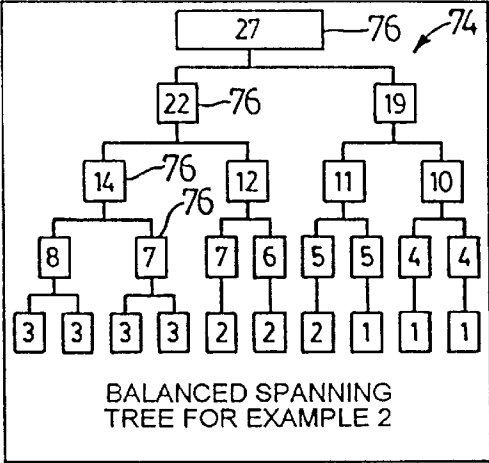 27 76 74
22 76 19
14 76 12 11 10
76
8 7 7 6 5 5 4 4
3 3 3 3 2 2 2 1 1 1
BALANCED SPANNING
TREE FOR EXAMPLE 2